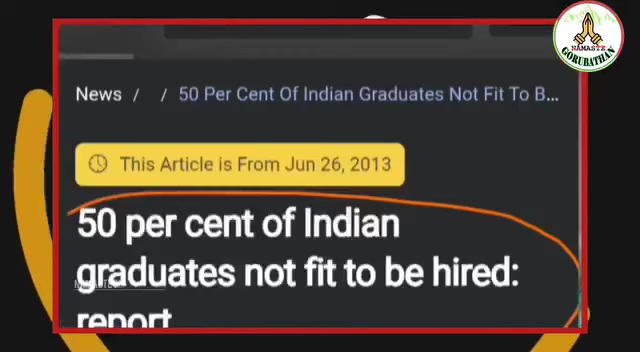 NAMASTE
GORUBATHAN
News / / 50 Per Cent Of Indian Graduates Not Fit To B...
This Article is From Jun 26, 2013
50 per cent of Indian
graduates not fit to be hired:
report